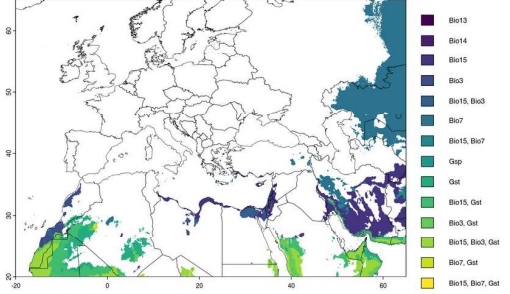 60
50
40
30
20
-20
0
20
40
60
Bio13
Bio14
Bio15
Bio3
Bio15, Bio3
Bio7
Bio15, Bio7
Gsp
Gst
Bio15, Gst
Bio3, Gst
Bio15, Bio3, Gst
Bio7, Gst
Bio15, Bio7, Gst